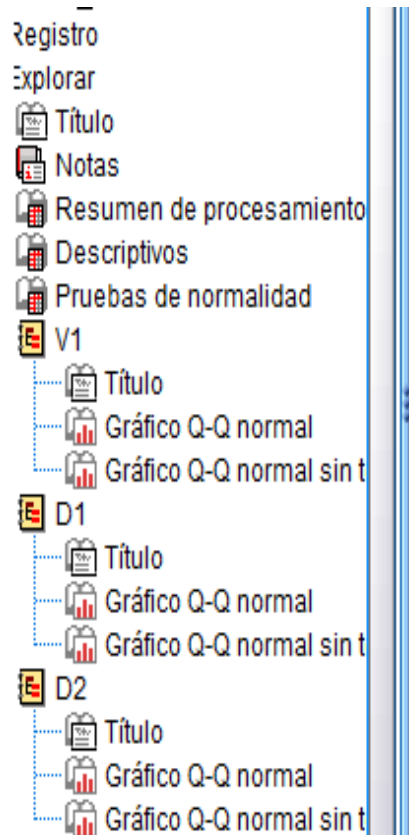 Registro
Explorar
Título
Notas
Resumen de procesamiento
Descriptivos
Pruebas de normalidad
V1
Título
Gráfico Q-Q normal
Gráfico Q-Q normal sin t
D1
Título
Gráfico Q-Q normal
Gráfico Q-Q normal sin t
D2
Título
Gráfico Q-Q normal
Gráfico Q-Q normal sin t